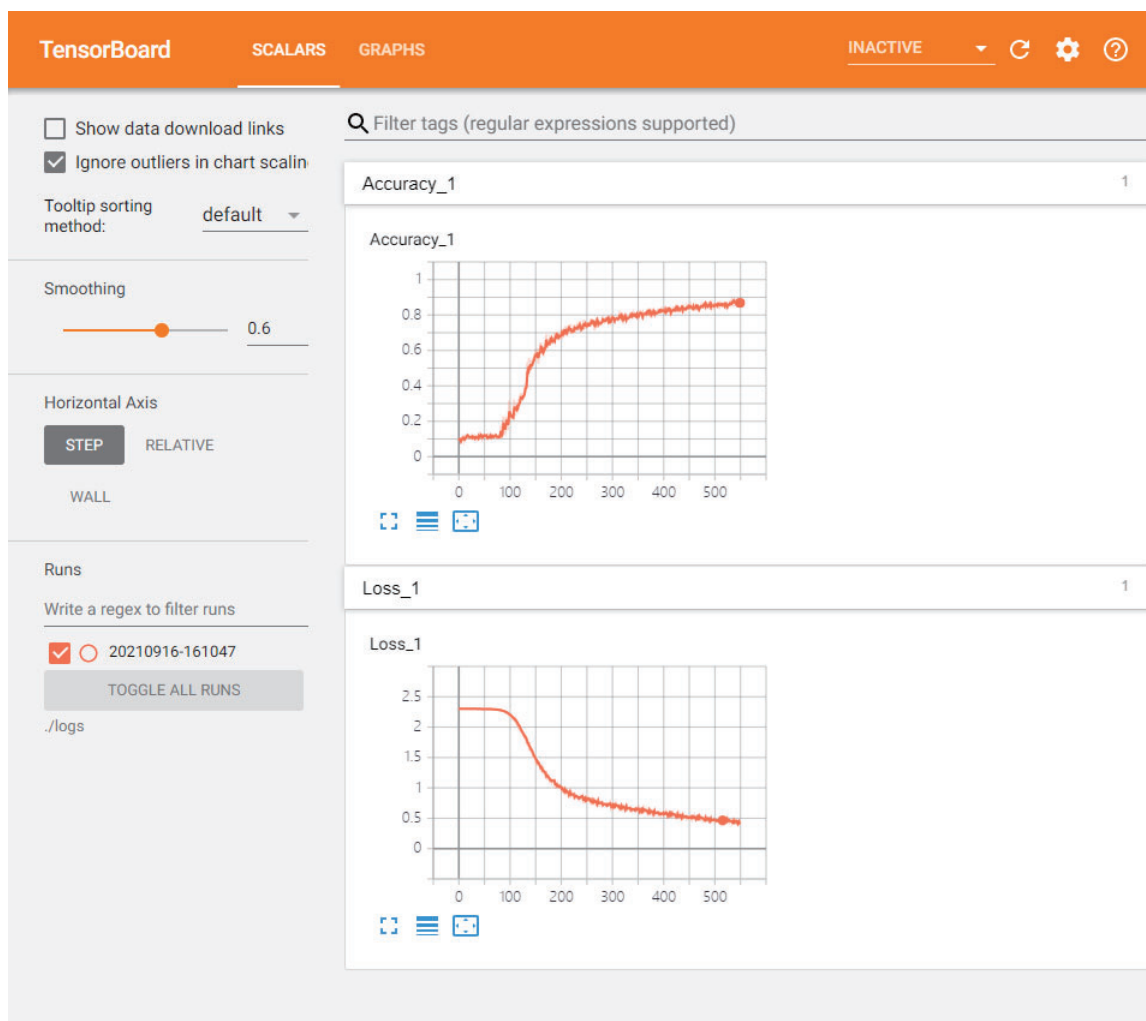 TensorBoard SCALARS GRAPHS INACTIVE
Show data download links
Ignore outliers in chart scalin
Tooltip sorting
method:
default
Smoothing
0.6
Horizontal Axis
STEP RELATIVE
WALL
Runs
Write a regex to filter runs
20210916-161047
TOGGLE ALL RUNS
./logs
Filter tags (regular expressions supported)
Accuracy_1 1
Accuracy_1
1
0.8
0.6
0.4
0.2
0
0 100 200 300 400 500
Loss_1 1
Loss_1
2.5
2
1.5
1
0.5
0
0 100 200 300 400 500